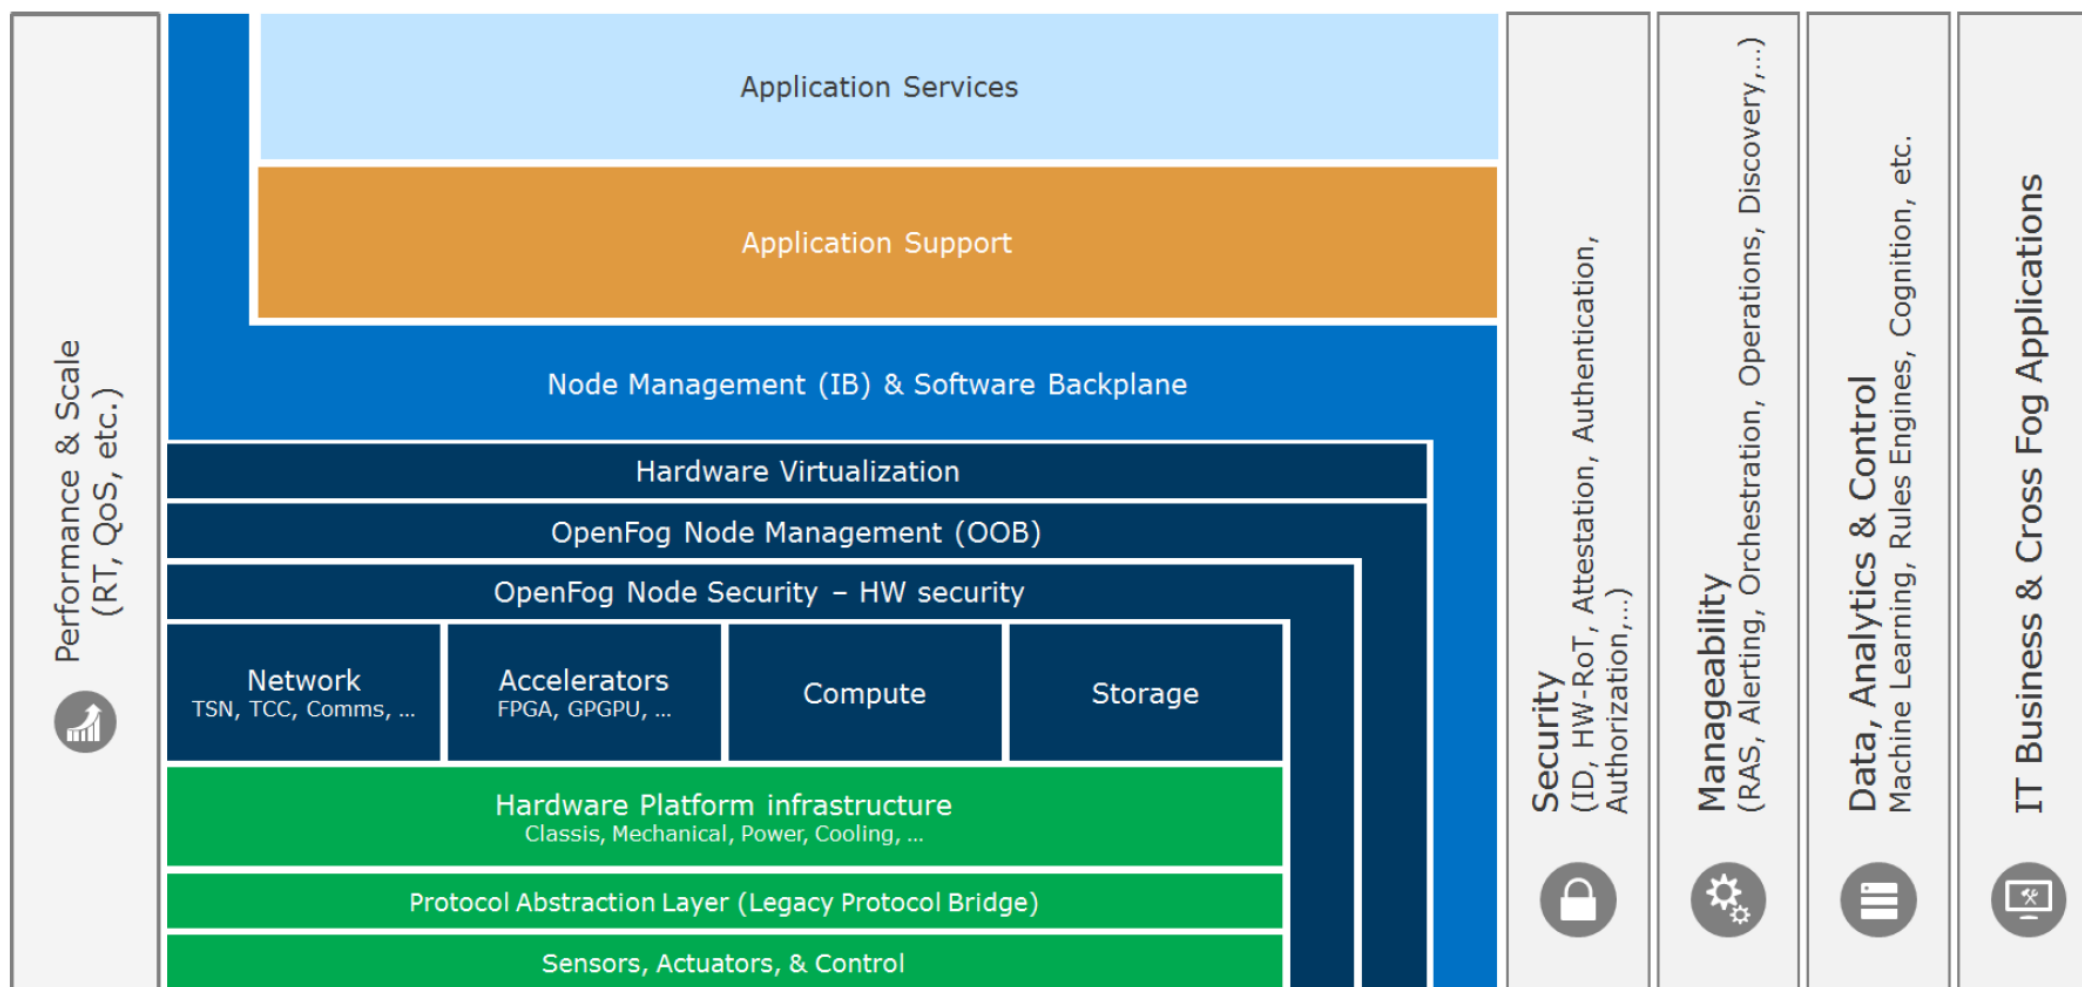 Performance & Scale
(RT, QoS, etc.)
Application Services
Application Support
Node Management (IB) & Software Backplane
Hardware Virtualization
OpenFog Node Management (OOB)
OpenFog Node Security – HW security
Network
TSN, TCC, Comms, ...
Accelerators
FPGA, GPGPU, ...
Compute
Storage
Hardware Platform infrastructure
Classis, Mechanical, Power, Cooling, ...
Protocol Abstraction Layer (Legacy Protocol Bridge)
Sensors, Actuators, & Control
Security
(ID, HW-RoT, Attestation, Authentication,
Authorization,...)
Manageability
(RAS, Alerting, Orchestration, Operations, Discovery,...)
Data, Analytics & Control
Machine Learning, Rules Engines, Cognition, etc.
IT Business & Cross Fog Applications